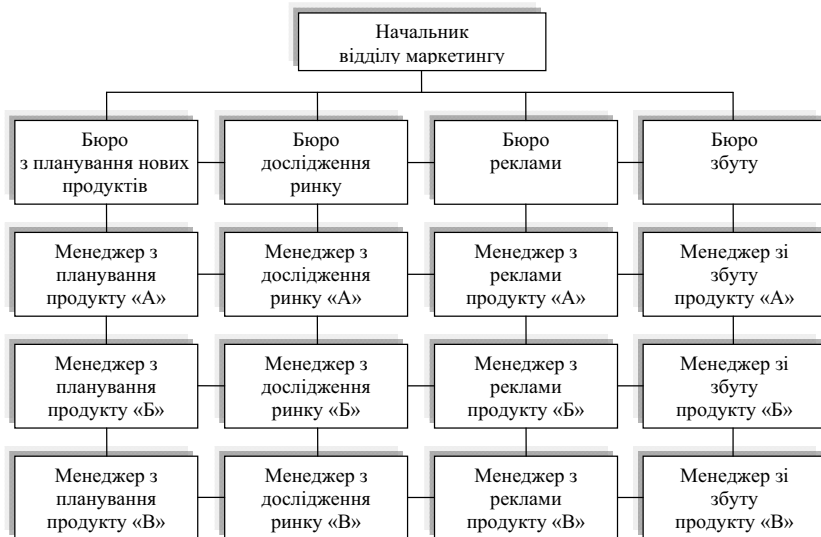 Начальник
відділу маркетингу
Бюро
з планування нових
продуктів
Бюро
дослідження
ринку
Бюро
реклами
Бюро
збуту
Менеджер з
планування
продукту «А»
Менеджер з
дослідження
ринку «А»
Менеджер з
реклами
продукту «А»
Менеджер зі
збуту
продукту «А»
Менеджер з
планування
продукту «Б»
Менеджер з
дослідження
ринку «Б»
Менеджер з
реклами
продукту «Б»
Менеджер зі
збуту
продукту «Б»
Менеджер з
планування
продукту «В»
Менеджер з
дослідження
ринку «В»
Менеджер з
реклами
продукту «В»
Менеджер зі
збуту
продукту «В»